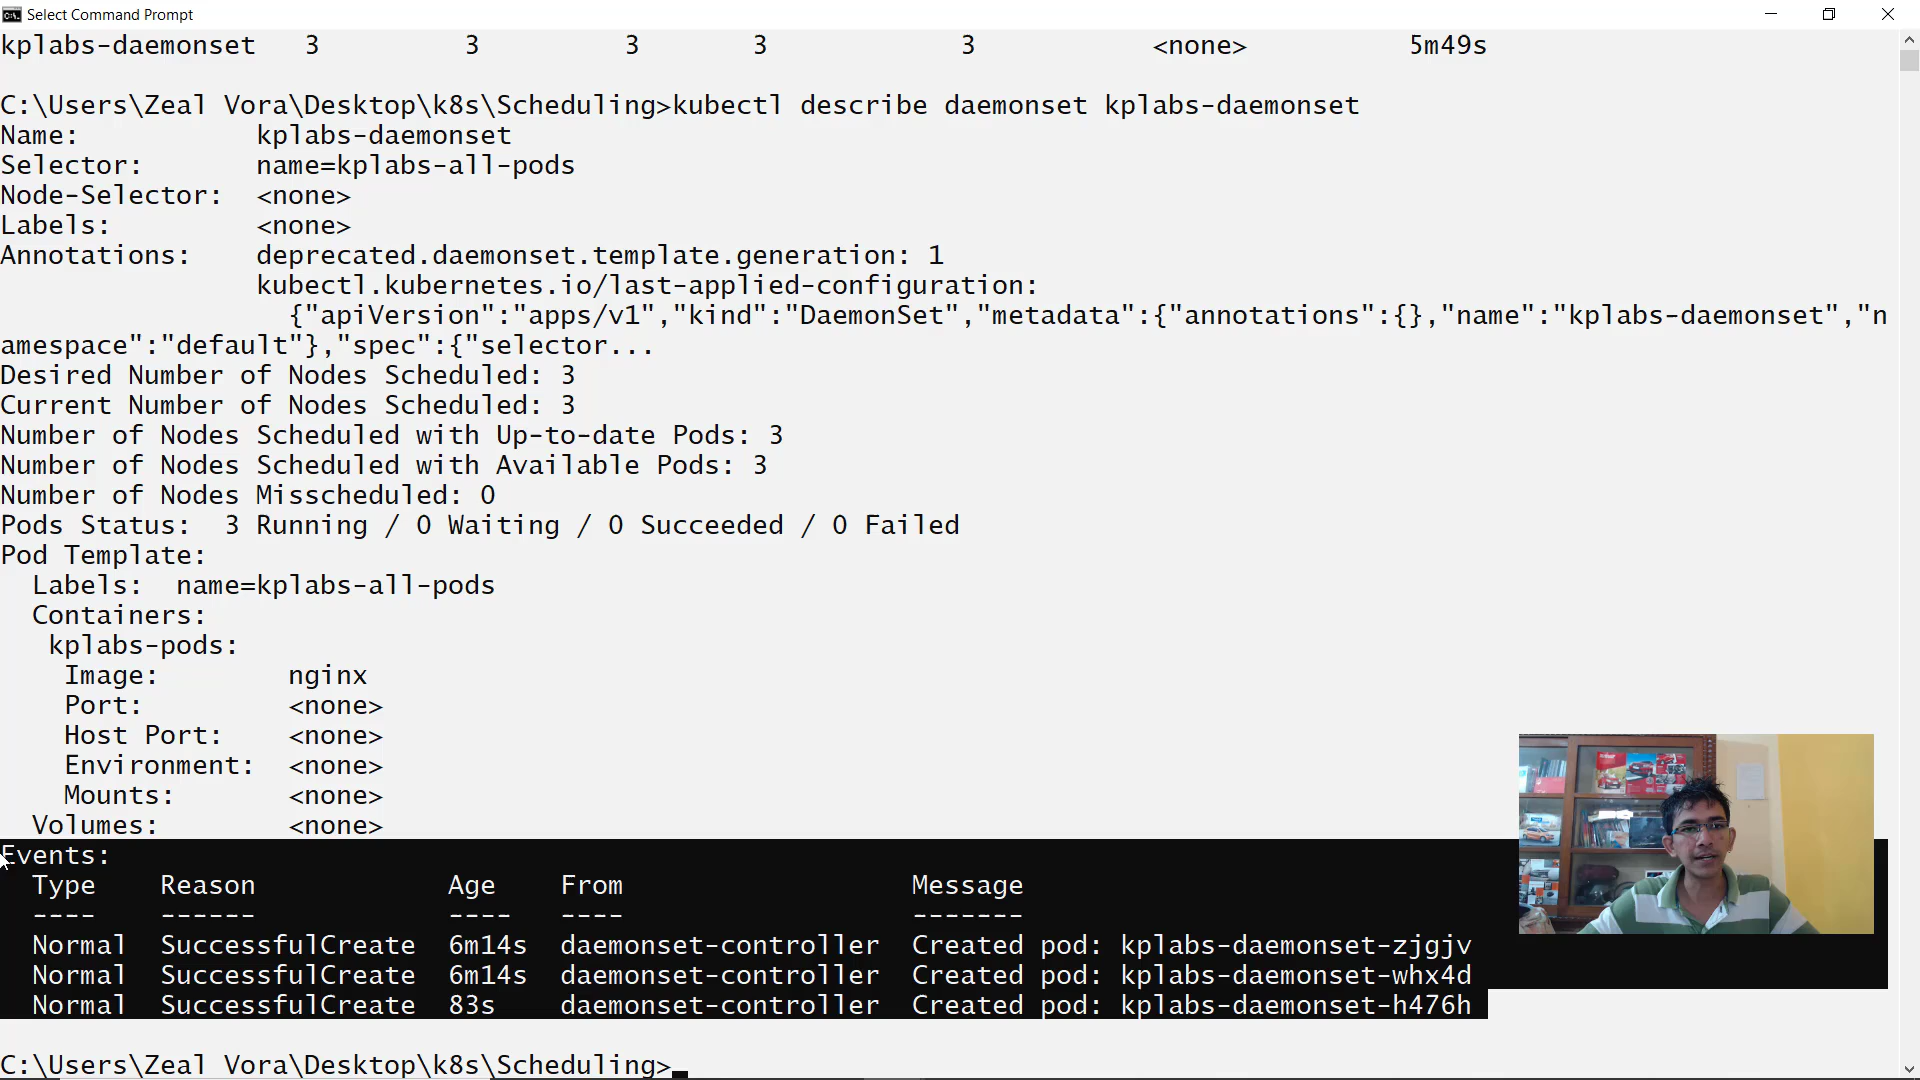 Select Command Prompt
kplabs-daemonset 3 3 3 3 3 <none> 5m49s
C:\Users\Zeal Vora\Desktop\k8s\Scheduling>kubectl describe daemonset kplabs-daemonset
Name: kplabs-daemonset
Selector: name=kplabs-all-pods
Node-Selector: <none>
Labels: <none>
Annotations: deprecated.daemonset.template.generation: 1
kubectl.kubernetes.io/last-applied-configuration:
{"apiVersion":"apps/v1","kind":"DaemonSet","metadata":{"annotations":{},"name":"kplabs-daemonset","n
amespace":"default"},"spec":{"selector...
Desired Number of Nodes Scheduled: 3
Current Number of Nodes Scheduled: 3
Number of Nodes Scheduled with Up-to-date Pods: 3
Number of Nodes Scheduled with Available Pods: 3
Number of Nodes Misscheduled: 0
Pods Status: 3 Running / 0 Waiting / 0 Succeeded / 0 Failed
Pod Template:
Labels: name=kplabs-all-pods
Containers:
kplabs-pods:
Image: nginx
Port: <none>
Host Port: <none>
Environment: <none>
Mounts: <none>
Volumes: <none>
Events:
Type Reason Age From Message
---- ------ ---- ---- -------
Normal SuccessfulCreate 6m14s daemonset-controller Created pod: kplabs-daemonset-zjgjv
Normal SuccessfulCreate 6m14s daemonset-controller Created pod: kplabs-daemonset-whx4d
Normal SuccessfulCreate 83s daemonset-controller Created pod: kplabs-daemonset-h476h
C:\Users\Zeal Vora\Desktop\k8s\Scheduling>